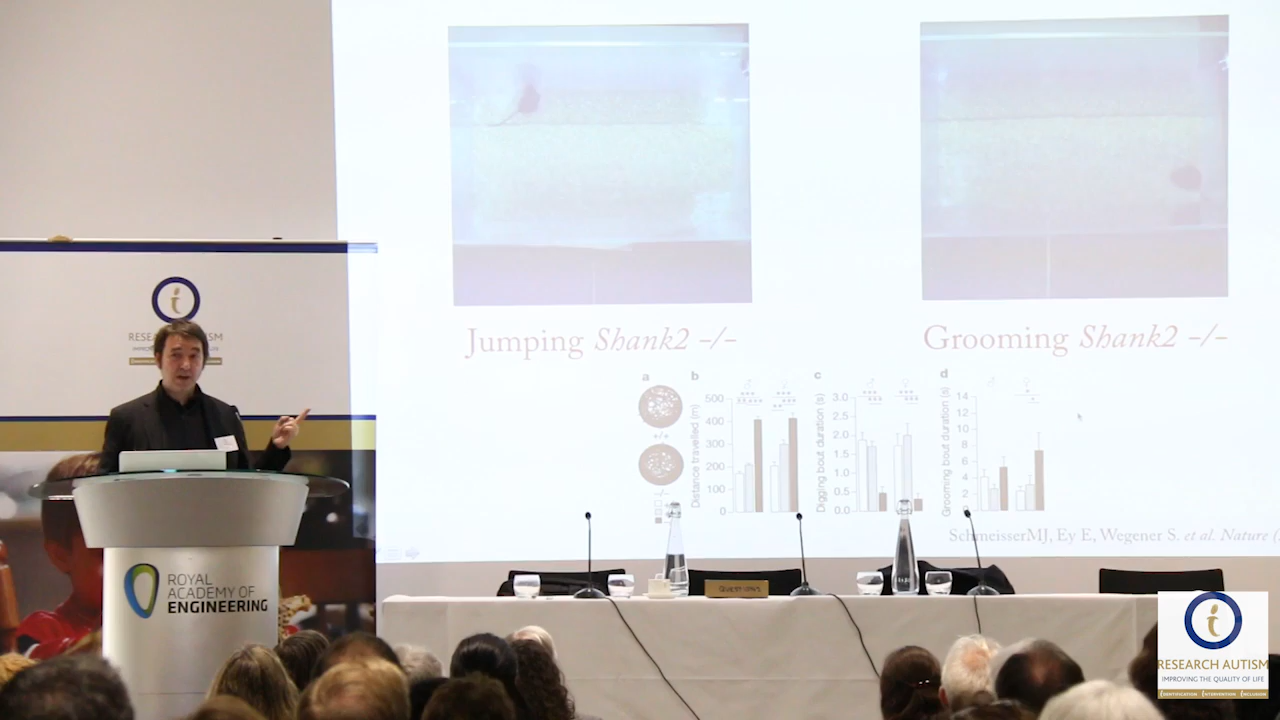 Jumping Shank2 -/-
Grooming Shank2 -/-
a
b
c
d
Distance travelled (m)
500
400
300
200
100
0
Digging bout duration (s)
3.0
2.5
2.0
1.5
1.0
0.5
0.0
Grooming bout duration (s)
14
12
10
8
6
4
2
+/+
-/-
SchmeisserMJ, Ey E, Wegener S. et al. Nature (
ROYAL
ACADEMY OF
ENGINEERING
QUESTIONS
RESEARCH AUTISM
IMPROVING THE QUALITY OF LIFE
IDENTIFICATION INTERVENTION INCLUSION